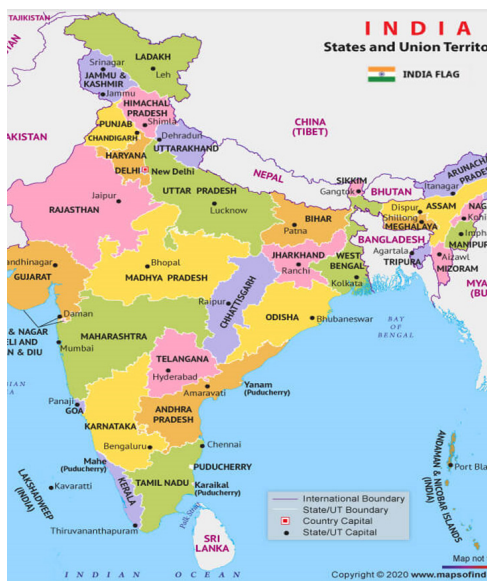 TAJIKISTAN
INDIA
States and Union Territo
INDIA FLAG
LADAKH
Srinagar
Leh
JAMMU &
KASHMIR
Jammu
HIMACHAL
PRADESH
Shimla
PUNJAB
CHANDIGARH
Dehradun
UTTARAKHAND
CHINA
(TIBET)
AKISTAN
HARYANA
DELHI
New Delhi
NEPAL
SIKKIM
Gangtok
BHUTAN
ARUNACHA
PRADE
Itanagar
RAJASTHAN
Jaipur
UTTAR PRADESH
Lucknow
BIHAR
Patna
Dispur
ASSAM
Shillong
MEGHALAYA
NAG
Kohi
BANGLADESH
Imph
MANIPUR
Agartala
TRIPURA
Aizawl
MIZORAM
MYA
(BU
andhinagar
GUJARAT
Bhopal
MADHYA PRADESH
JHARKHAND
Ranchi
WEST
BENGAL
Kolkata
CHHATTISGARH
Raipur
ODISHA
Bhubaneswar
BAY
OF
BENGAL
Daman
& NAGAR
ELI AND
N & DIU
Mumbai
MAHARASHTRA
TELANGANA
Hyderabad
Amaravati
Yanam
(Puducherry)
Panaji
GOA
KARNATAKA
ANDHRA
PRADESH
Bengaluru
Chennai
Mahe
(Puducherry)
PUDUCHERRY
TAMIL NADU
Karaikal
(Puducherry)
KERALA
Kavaratti
LAKSHADWEEP
(INDIA)
Thiruvananthapuram
Palk Strait
SRI
LANKA
ANDAMAN & NICOBAR ISLANDS
(INDIA)
Port Bla
International Boundary
State/UT Boundary
Country Capital
State/UT Capital
Map not
INDIAN OCEAN
Copyright © 2020 www.mapsofind